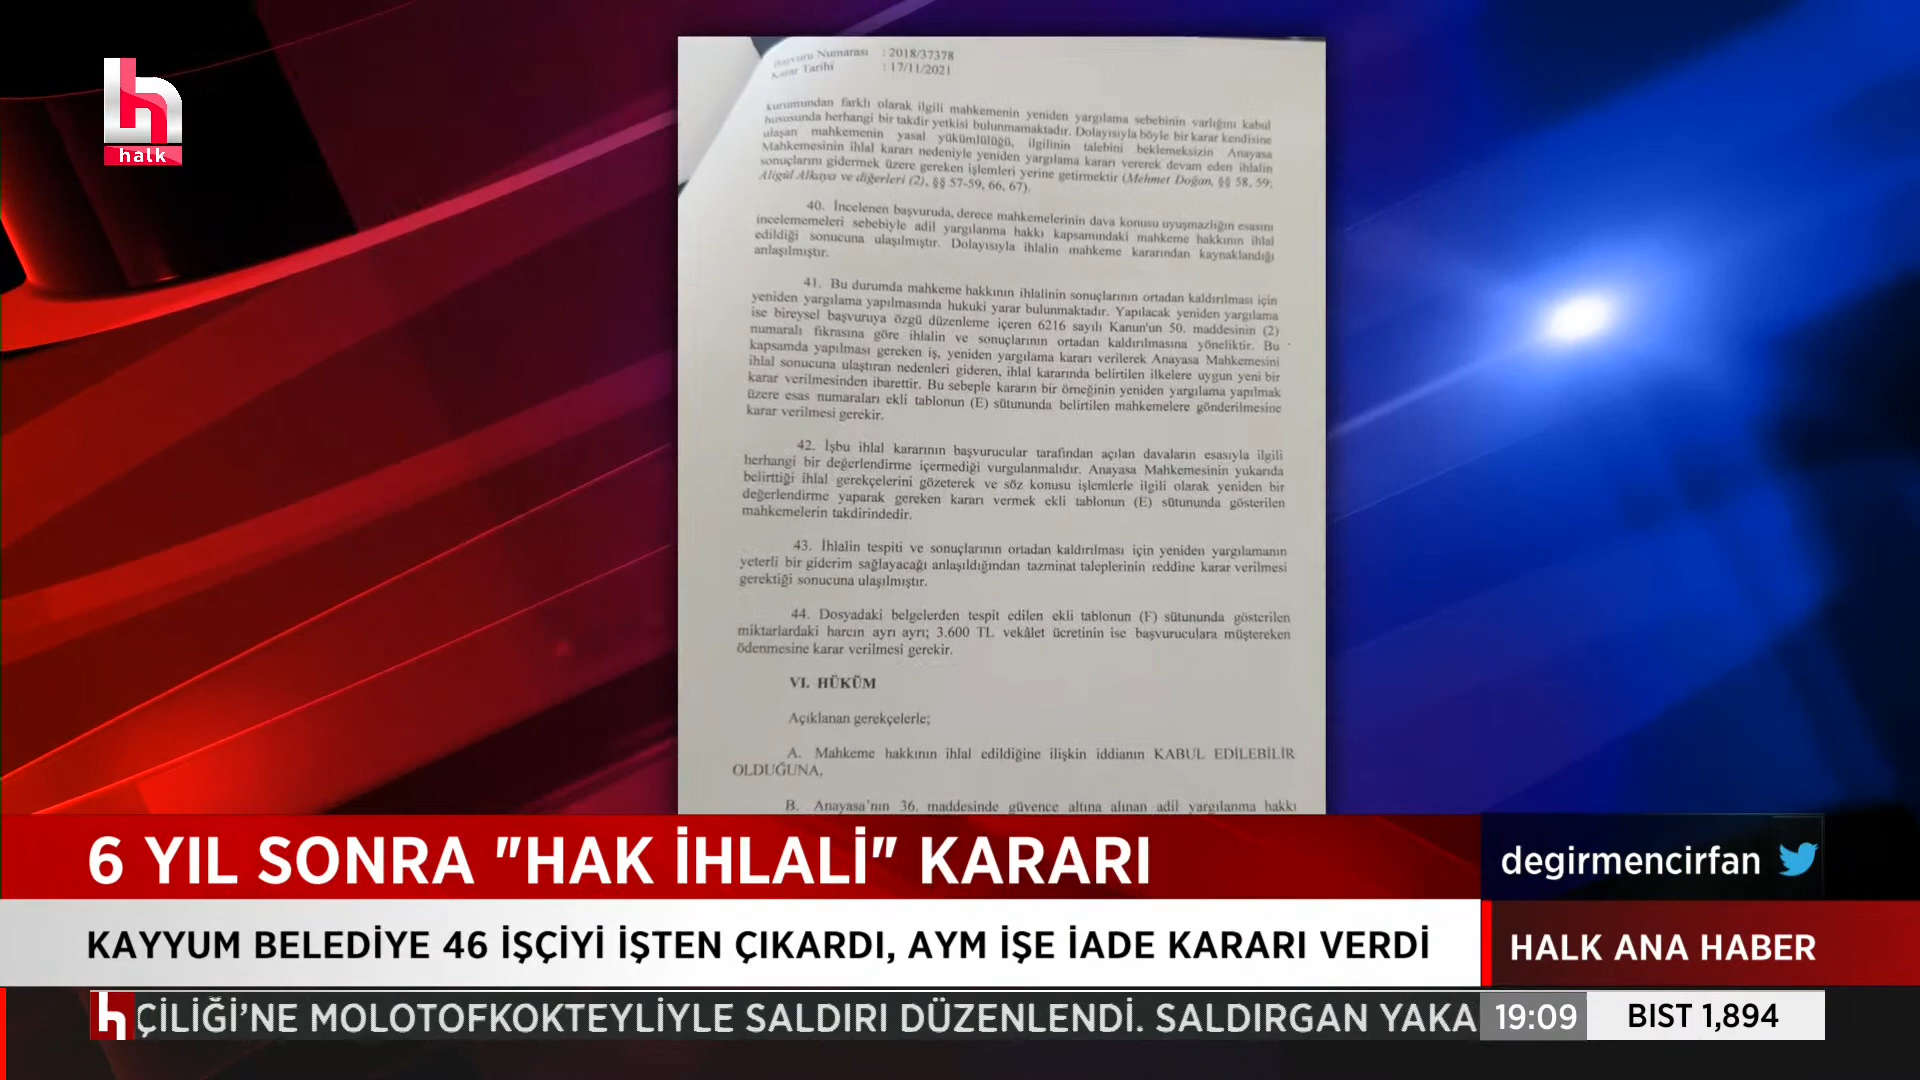 halk
Başvuru Numarası : 2018/37378
Karar Tarihi : 17/11/2021
kurumundan farklı olarak ilgili mahkemenin yeniden yargılama sebebinin varlığını kabul
hususunda herhangi bir takdir yetkisi bulunmamaktadır. Dolayısıyla böyle bir karar kendisine
ulaşan mahkemenin yasal yükümlülüğü, ilgilinin talebini beklemeksizin Anayasa
Mahkemesinin ihlal kararı nedeniyle yeniden yargılama kararı vererek devam eden ihlalin
sonuçlarını gidermek üzere gereken işlemleri yerine getirmektir (Mehmet Doğan, §§ 58, 59;
Aligül Alkaya ve diğerleri (2), §§ 57-59, 66, 67).
40. İncelenen başvuruda, derece mahkemelerinin dava konusu uyuşmazlığın esasını
incelememeleri sebebiyle adil yargılanma hakkı kapsamındaki mahkeme hakkının ihlal
edildiği sonucuna ulaşılmıştır. Dolayısıyla ihlalin mahkeme kararından kaynaklandığı
anlaşılmıştır.
41. Bu durumda mahkeme hakkının ihlalinin sonuçlarının ortadan kaldırılması için
yeniden yargılama yapılmasında hukuki yarar bulunmaktadır. Yapılacak yeniden yargılama
ise bireysel başvuruya özgü düzenleme içeren 6216 sayılı Kanun'un 50. maddesinin (2)
numaralı fıkrasına göre ihlalin ve sonuçlarının ortadan kaldırılmasına yöneliktir. Bu
kapsamda yapılması gereken iş, yeniden yargılama kararı verilerek Anayasa Mahkemesini
ihlal sonucuna ulaştıran nedenleri gideren, ihlal kararında belirtilen ilkelere uygun yeni bir
karar verilmesinden ibarettir. Bu sebeple kararın bir örneğinin yeniden yargılama yapılmak
üzere esas numaraları ekli tablonun (E) sütununda belirtilen mahkemelere gönderilmesine
karar verilmesi gerekir.
42. İşbu ihlal kararının başvurucular tarafından açılan davaların esasıyla ilgili
herhangi bir değerlendirme içermediği vurgulanmalıdır. Anayasa Mahkemesinin yukarıda
belirttiği ihlal gerekçelerini gözeterek ve söz konusu işlemlerle ilgili olarak yeniden bir
değerlendirme yaparak gereken kararı vermek ekli tablonun (E) sütununda gösterilen
mahkemelerin takdirindedir.
43. İhlalin tespiti ve sonuçlarının ortadan kaldırılması için yeniden yargılamanın
yeterli bir giderim sağlayacağı anlaşıldığından tazminat taleplerinin reddine karar verilmesi
gerektiği sonucuna ulaşılmıştır.
44. Dosyadaki belgelerden tespit edilen ekli tablonun (F) sütununda gösterilen
miktarlardaki harcın ayrı ayrı; 3.600 TL vekâlet ücretinin ise başvuruculara müştereken
ödenmesine karar verilmesi gerekir.
VI. HÜKÜM
Açıklanan gerekçelerle;
A. Mahkeme hakkının ihlal edildiğine ilişkin iddianın KABUL EDİLEBİLİR
OLDUĞUNA,
B. Anayasa'nın 36. maddesinde güvence altına alınan adil yargılanma hakkı
6 YIL SONRA "HAK İHLALİ" KARARI
degirmencirfan
KAYYUM BELEDİYE 46 İŞÇİYİ İŞTEN ÇIKARDI, AYM İŞE İADE KARARI VERDİ
HALK ANA HABER
ÇİLİĞİ'NE MOLOTOFKOKTEYLİYLE SALDIRI DÜZENLENDİ. SALDIRGAN YAKA
19:09
BIST 1,894